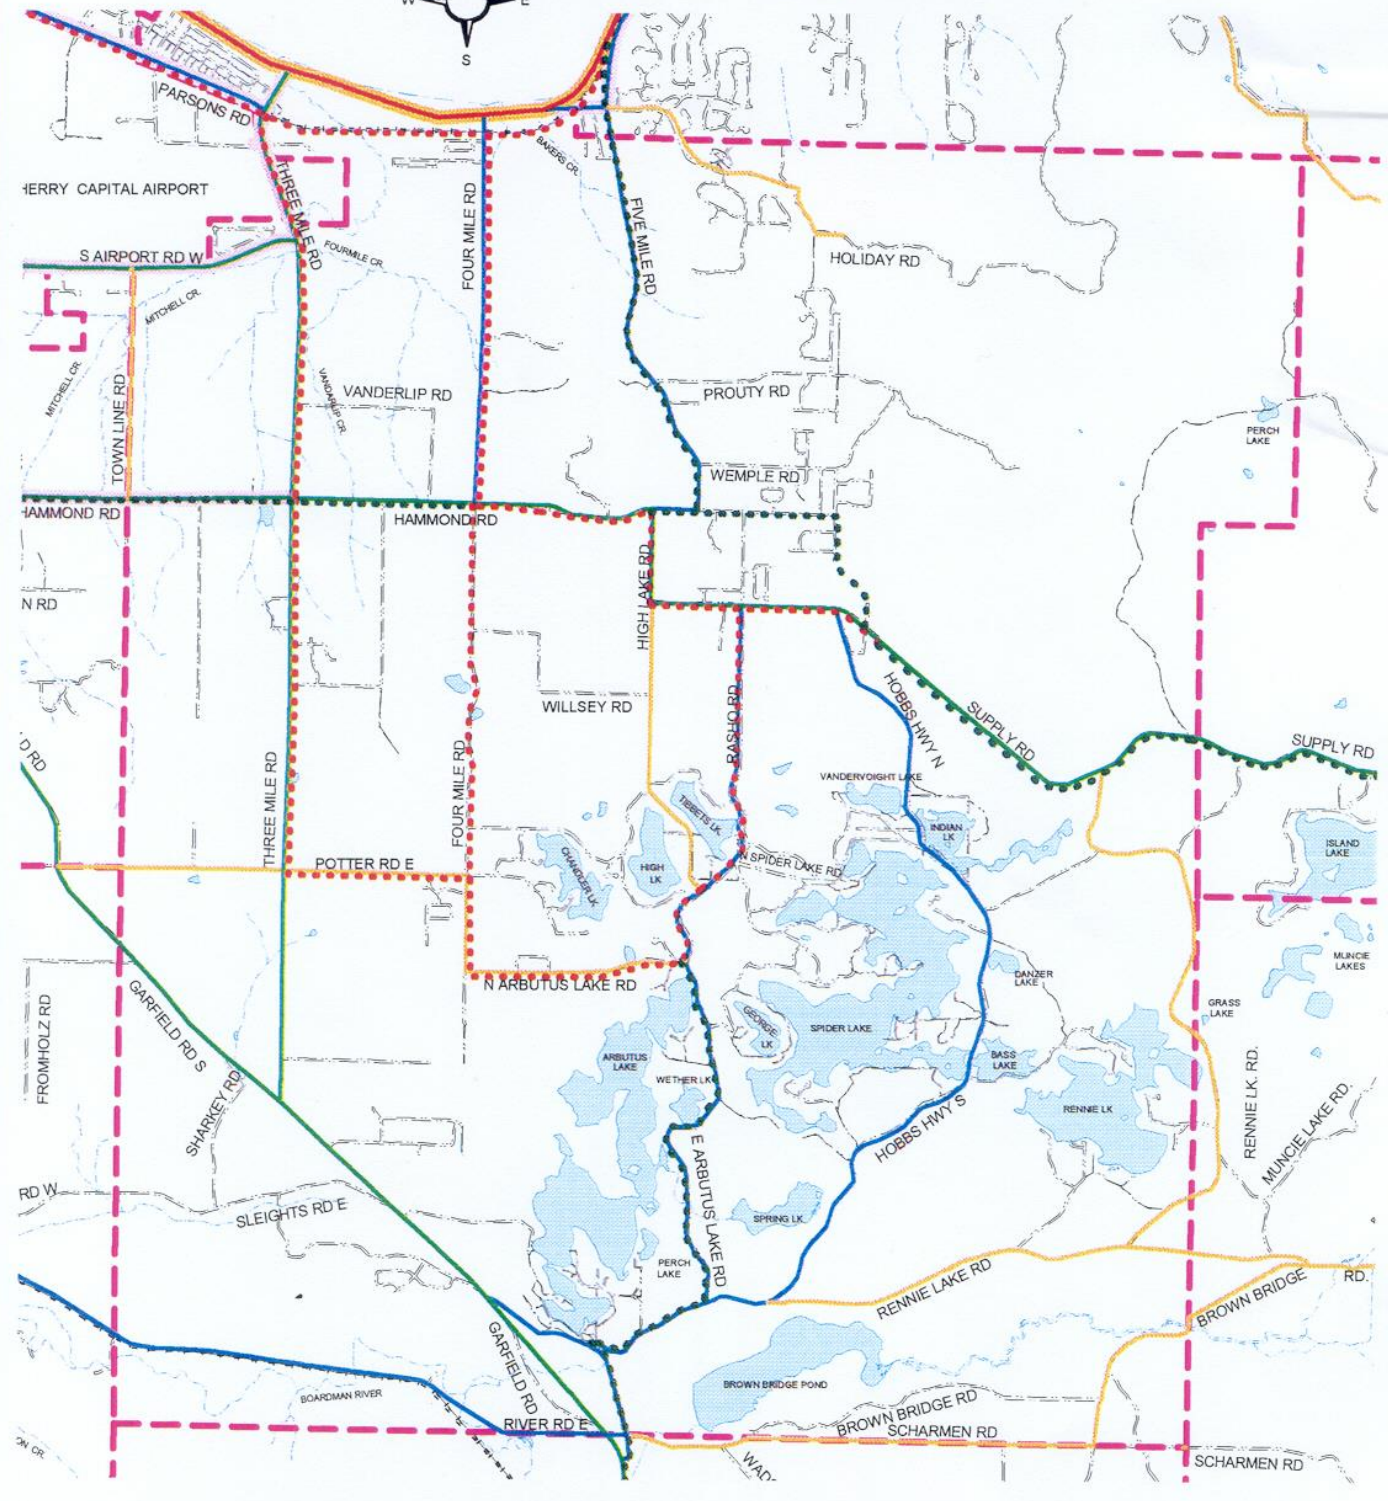 W E
S
PARSONS RD
BAKERS CR.
HERRY CAPITAL AIRPORT
THREE MILE RD
FOUR MILE RD
FIVE MILE RD
S AIRPORT RD W
FOURMILE CR.
HOLIDAY RD
MITCHELL CR.
MITCHELL CR.
TOWN LINE RD
VANDERLIP RD
VANDARLIP CR.
PROUTY RD
PERCH
LAKE
WEMPLE RD
HAMMOND RD
HAMMOND RD
HIGH LAKE RD
N RD
WILLSEY RD
RASHO RD
HOBBS HWY N
SUPPLY RD
SUPPLY RD
D RD
THREE MILE RD
FOUR MILE RD
VANDERVOIGHT LAKE
TIBBETS LK.
INDIAN
LK
ISLAND
LAKE
POTTER RD E
CHANDLER LK
HIGH
LK
N SPIDER LAKE RD
MUNCIE
LAKES
N ARBUTUS LAKE RD
DANZER
LAKE
FROMHOLZ RD
GARFIELD RD S
GEORGE
LK
SPIDER LAKE
GRASS
LAKE
ARBUTUS
LAKE
BASS
LAKE
WETHER LK
SHARKEY RD
HOBBS HWY S
RENNIE LK
RENNIE LK. RD.
MUNCIE LAKE RD.
E ARBUTUS LAKE RD
RD W
SLEIGHTS RD E
SPRING LK
PERCH
LAKE
RENNIE LAKE RD
BROWN BRIDGE
RD.
GARFIELD RD
BOARDMAN RIVER
BROWN BRIDGE POND
RIVER RD E
BROWN BRIDGE RD
SCHARMEN RD
ON CR.
SCHARMEN RD